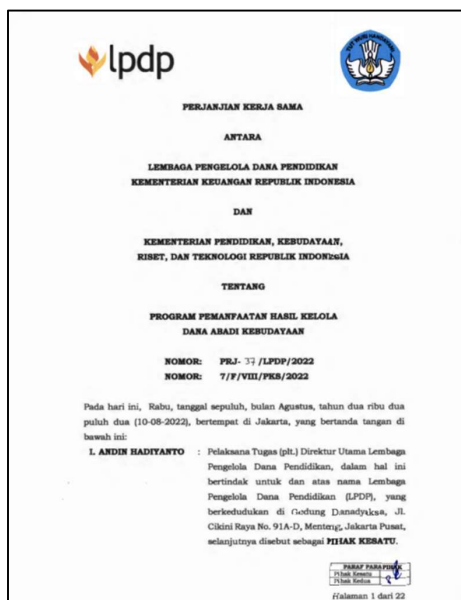 lpdp
TUT WURI HANDAYANI
PERJANJIAN KERJA SAMA
ANTARA
LEMBAGA PENGELOLA DANA PENDIDIKAN
KEMENTERIAN KEUANGAN REPUBLIK INDONESIA
DAN
KEMENTERIAN PENDIDIKAN, KEBUDAYAAN,
RISET, DAN TEKNOLOGI REPUBLIK INDONESIA
TENTANG
PROGRAM PEMANFAATAN HASIL KELOLA
DANA ABADI KEBUDAYAAN
NOMOR: PRJ- 37 /LPDP/2022
NOMOR: 7/F/VIII/PKS/2022
Pada hari ini, Rabu, tanggal sepuluh, bulan Agustus, tahun dua ribu dua
puluh dua (10-08-2022), bertempat di Jakarta, yang bertanda tangan di
bawah ini:
1. ANDIN HADIYANTO : Pelaksana Tugas (plt.) Direktur Utama Lembaga
Pengelola Dana Pendidikan, dalam hal ini
bertindak untuk dan atas nama Lembaga
Pengelola Dana Pendidikan (LPDP), yang
berkedudukan di Gedung Danadyaksa, Jl.
Cikini Raya No. 91A-D, Menteng, Jakarta Pusat,
selanjutnya disebut sebagai PIHAK KESATU.
PARAF PARA PIHAK
Pihak Kesatu
Pihak Kedua
Halaman 1 dari 22